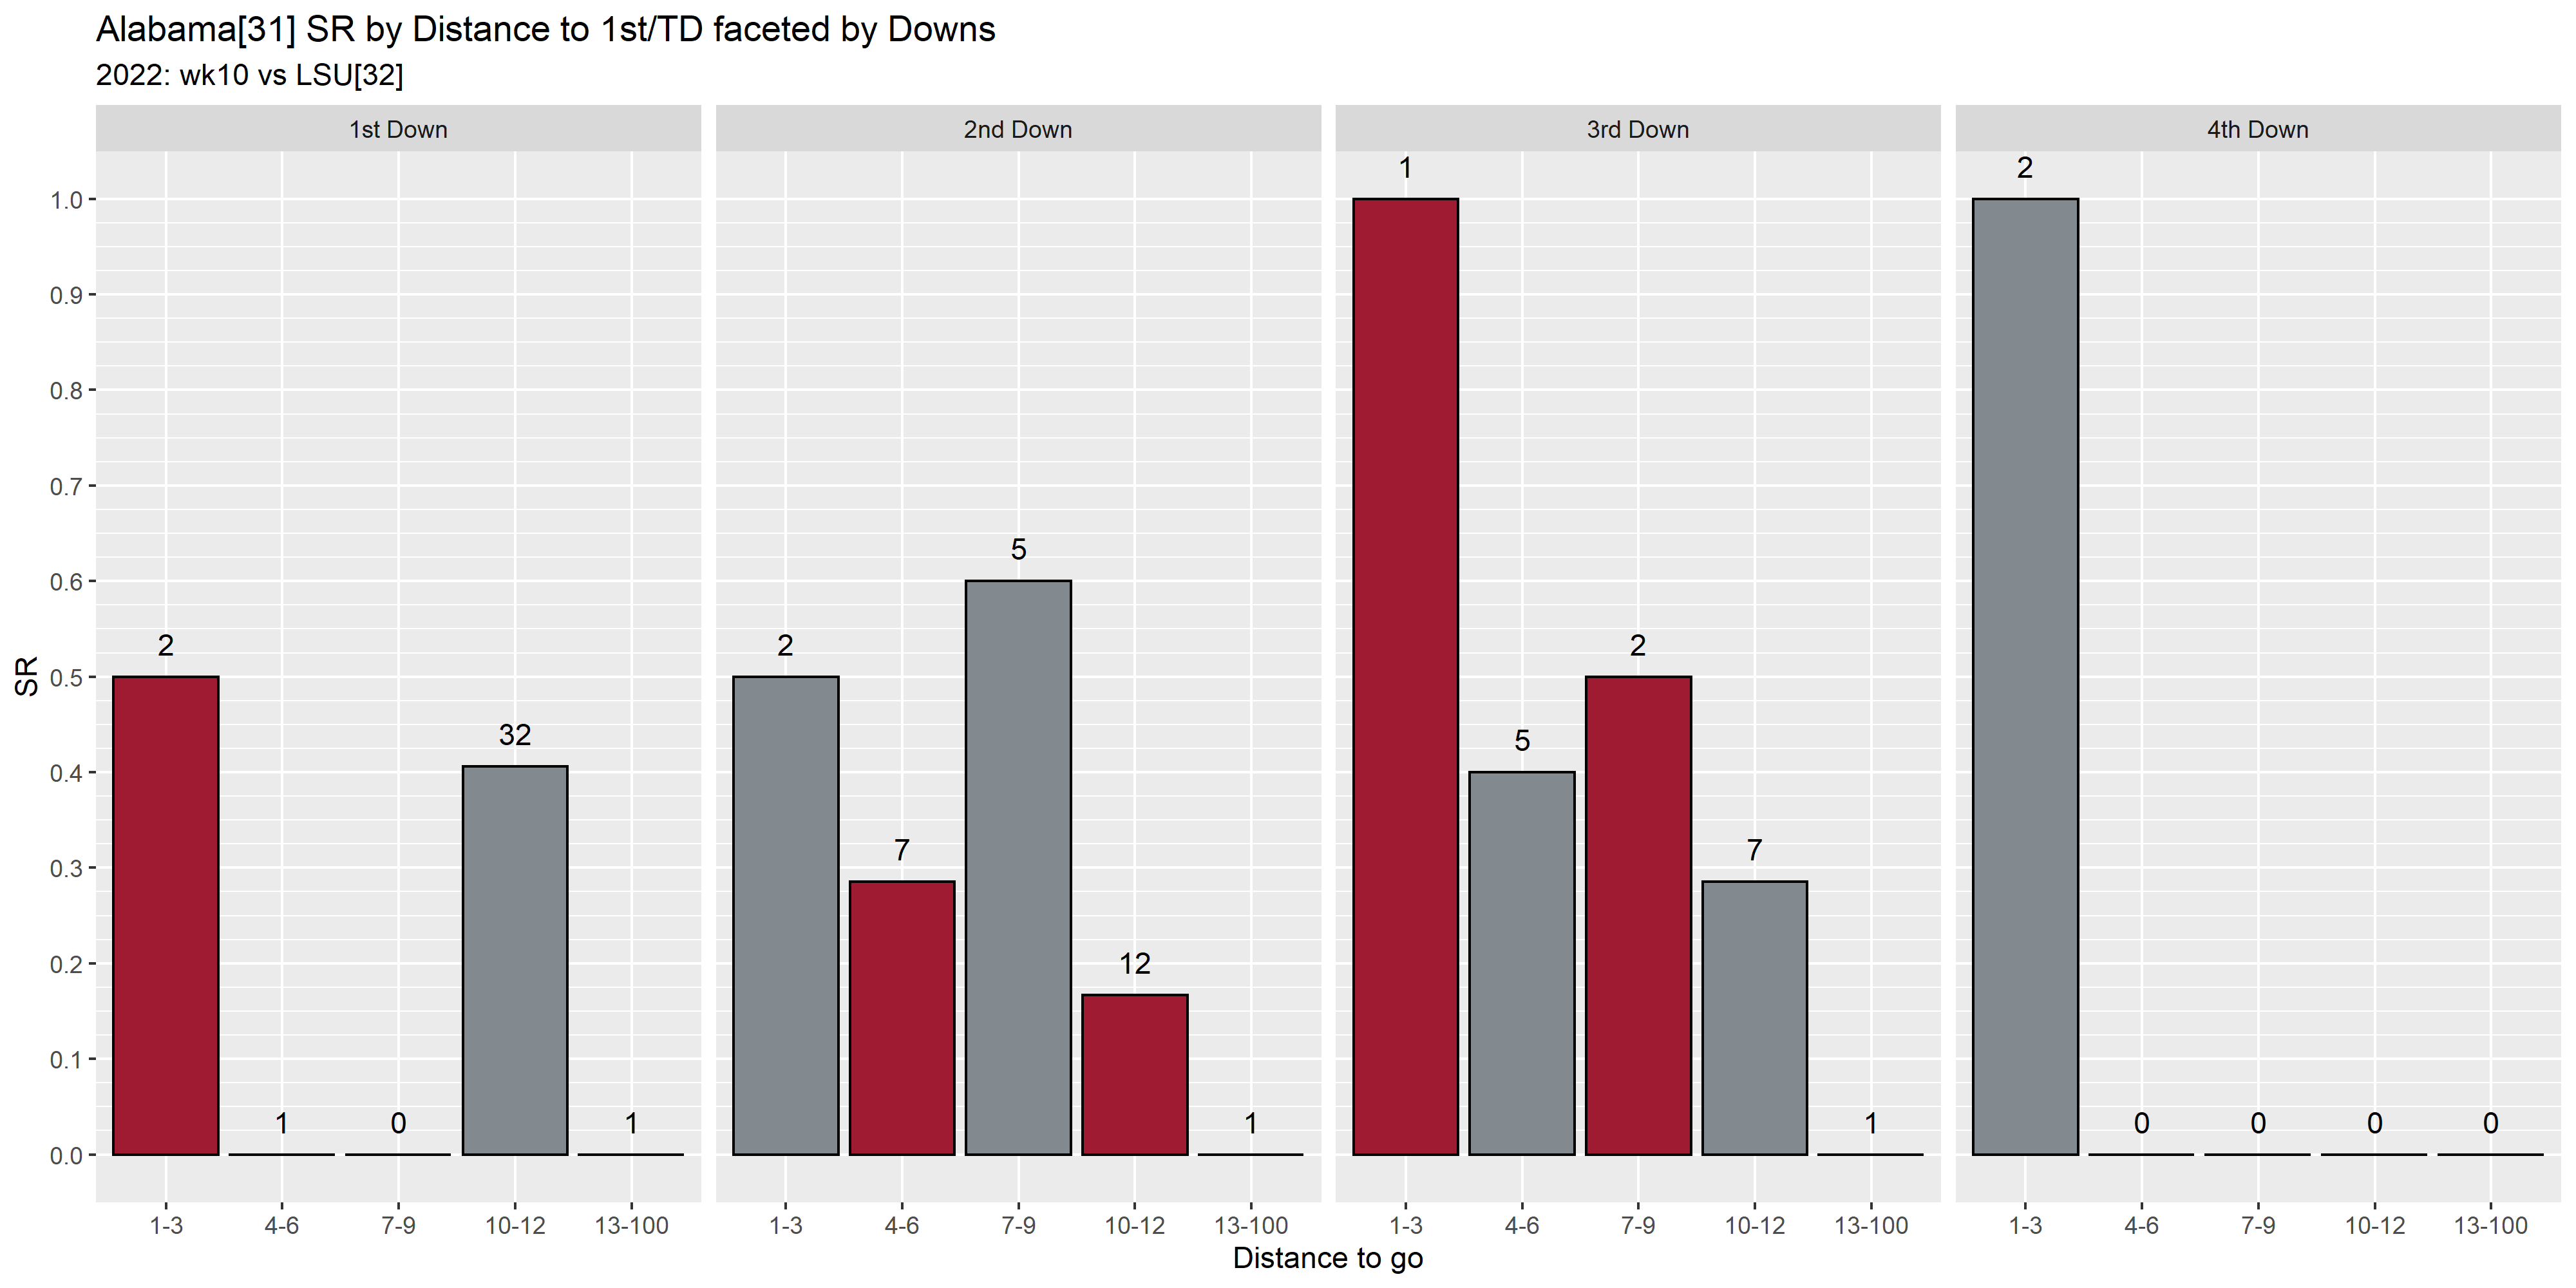 Alabama[31] SR by Distance to 1st/TD faceted by Downs
2022: wk10 vs LSU[32]
1st Down
2nd Down
3rd Down
4th Down
SR
1.0
0.9
0.8
0.7
0.6
0.5
0.4
0.3
0.2
0.1
0.0
2 1 0 32 1
2 7 5 12 1
1 5 2 7 1
2 0 0 0 0
1-3 4-6 7-9 10-12 13-100
1-3 4-6 7-9 10-12 13-100
1-3 4-6 7-9 10-12 13-100
1-3 4-6 7-9 10-12 13-100
Distance to go